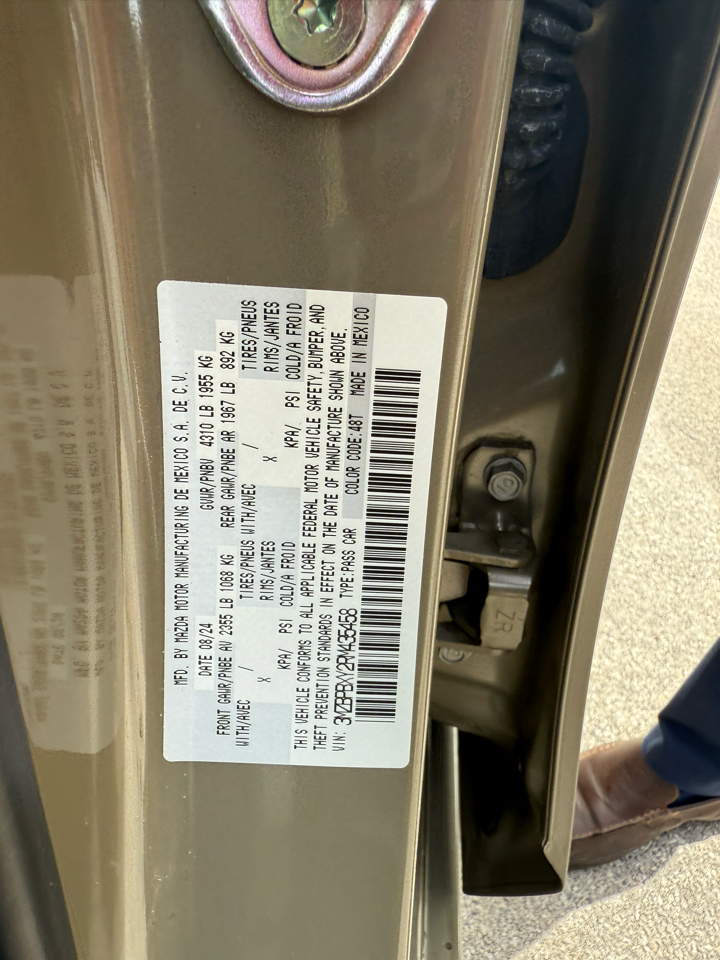 MFD. BY MAZDA MOTOR MANUFACTURING DE MEXICO S.A. DE C.V.
DATE 08/24 GVWR/PNBV 4310 LB 1955 KG
FRONT GAWR/PNBE AV 2355 LB 1068 KG REAR GAWR/PNBE AR 1967 LB 892 KG
WITH/AVEC / TIRES/PNEUS WITH/AVEC / TIRES/PNEUS
X RIMS/JANTES X RIMS/JANTES
KPA/ PSI COLD/A FROID KPA/ PSI COLD/A FROID
THIS VEHICLE CONFORMS TO ALL APPLICABLE FEDERAL MOTOR VEHICLE SAFETY, BUMPER, AND
THEFT PREVENTION STANDARDS IN EFFECT ON THE DATE OF MANUFACTURE SHOWN ABOVE.
VIN: 3MZBPBXY2RM435458 TYPE:PASS CAR COLOR CODE:48T MADE IN MEXICO
ZR